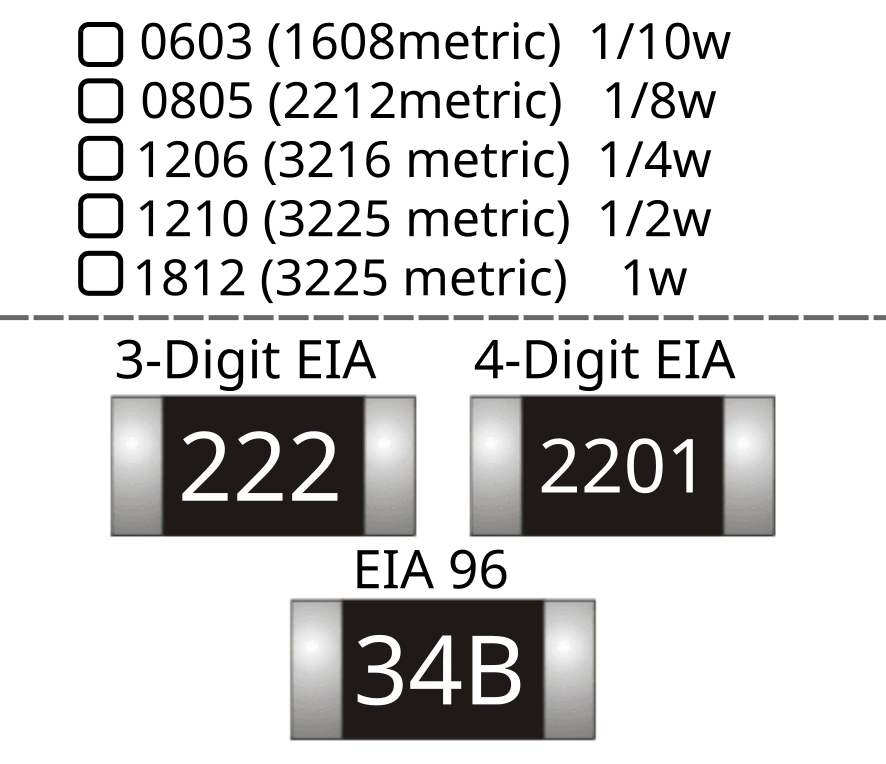 0603 (1608metric) 1/10w
0805 (2212metric) 1/8w
1206 (3216 metric) 1/4w
1210 (3225 metric) 1/2w
1812 (3225 metric) 1w
3-Digit EIA 4-Digit EIA
222 2201
EIA 96
34B